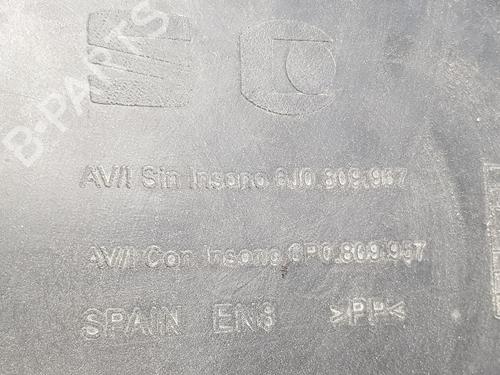 B-PARTS
AV/I Sin Insono 6J0.809.957
AV/I Con Insono 6P0.809.957
SPAIN EN8 >PP<